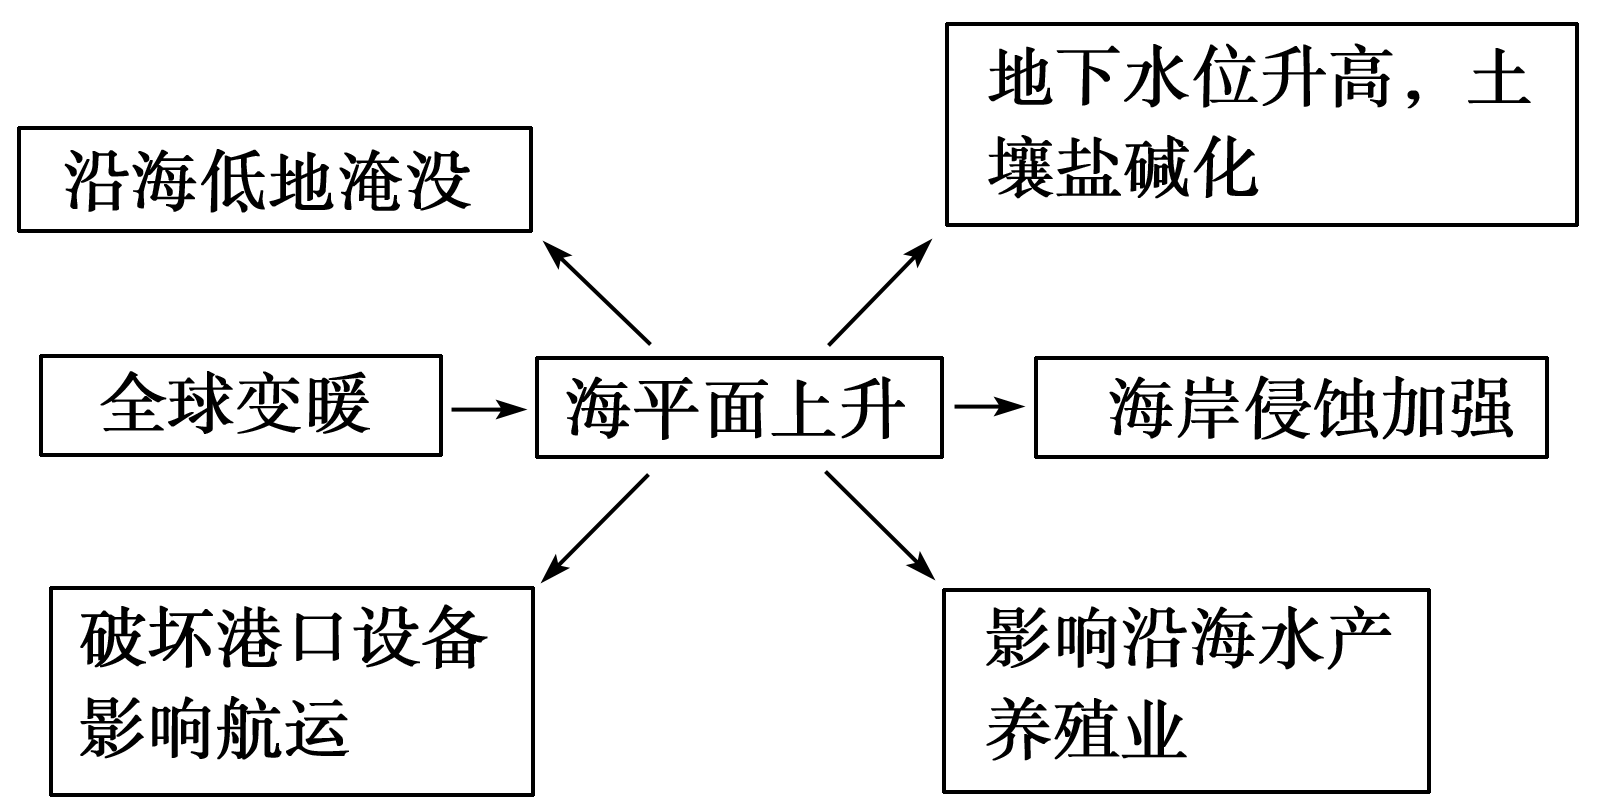 地下水位升高，土
壤盐碱化
沿海低地淹没
全球变暖
海平面上升
海岸侵蚀加强
破坏港口设备
影响航运
影响沿海水产
养殖业